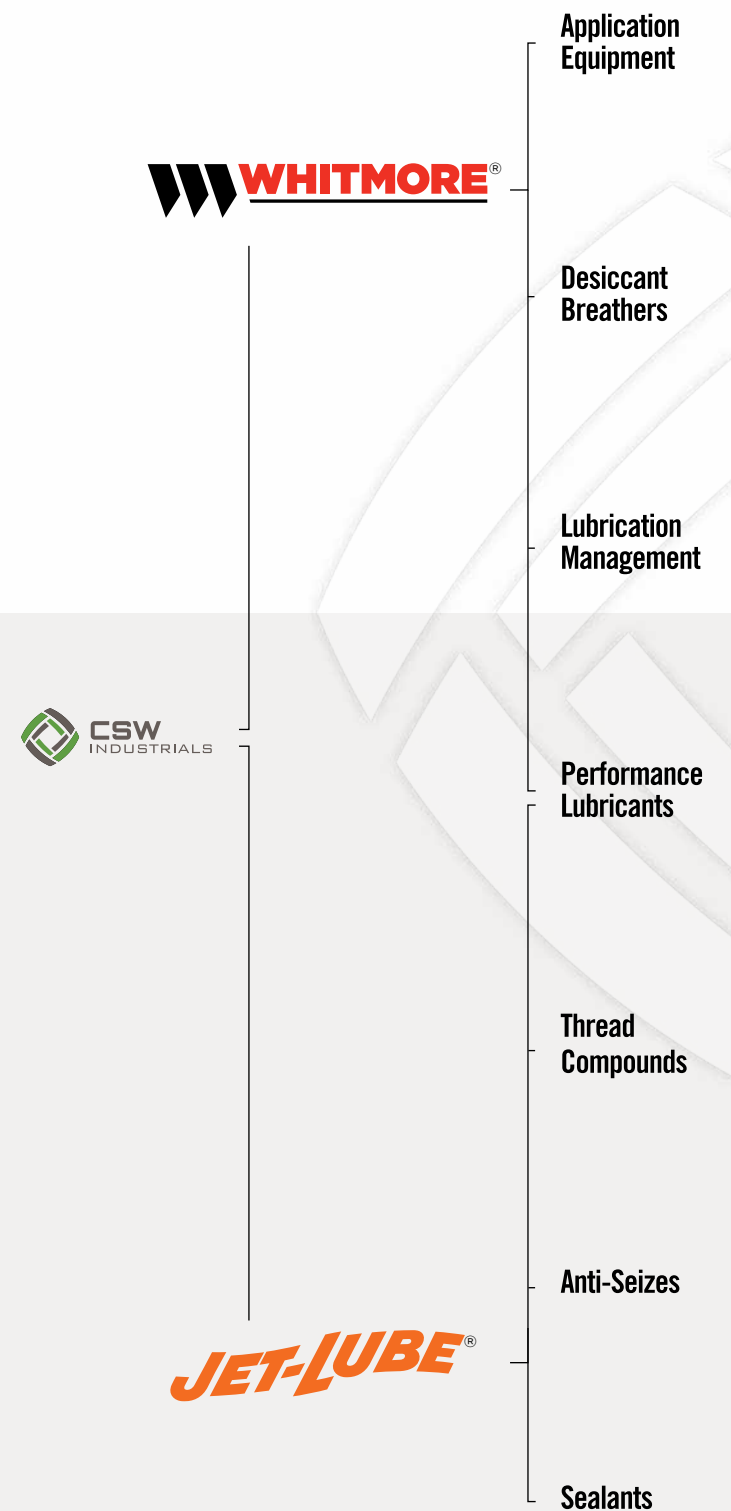 Application
Equipment
WHITMORE®
Desiccant
Breathers
Lubrication
Management
CSW
INDUSTRIALS
Performance
Lubricants
Thread
Compounds
Anti-Seizes
JET-LUBE®
Sealants